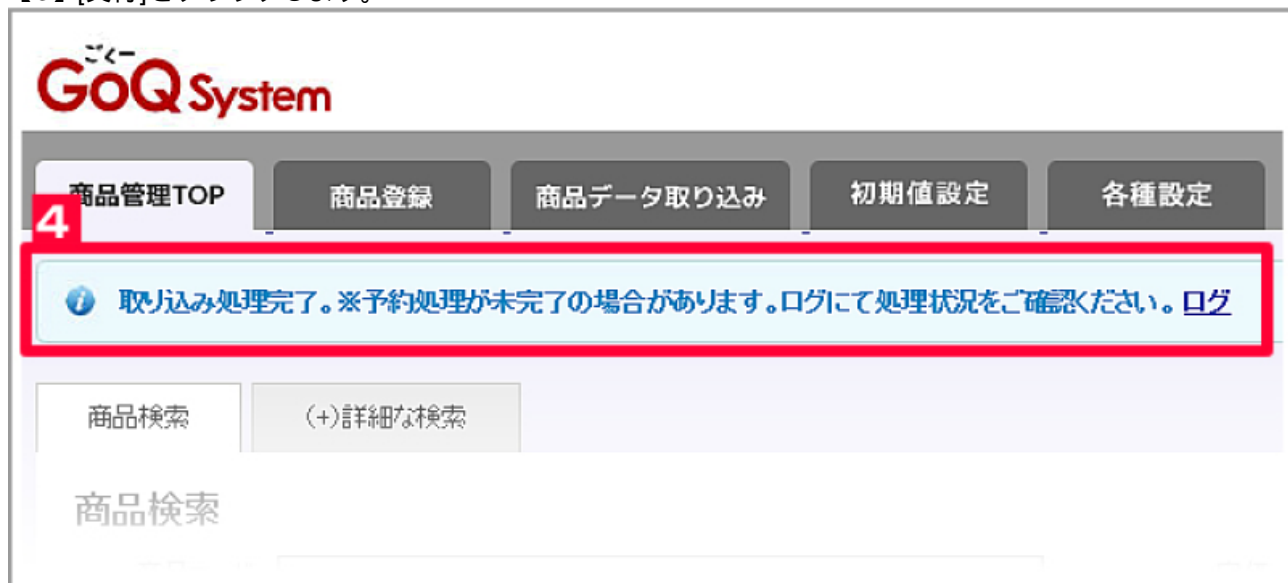 ごくー
GoQ System
商品管理TOP 商品登録 商品データ取り込み 初期値設定 各種設定
4
取り込み処理完了。※予約処理が未完了の場合があります。ログにて処理状況をご確認ください。ログ
商品検索 (+)詳細な検索
商品検索